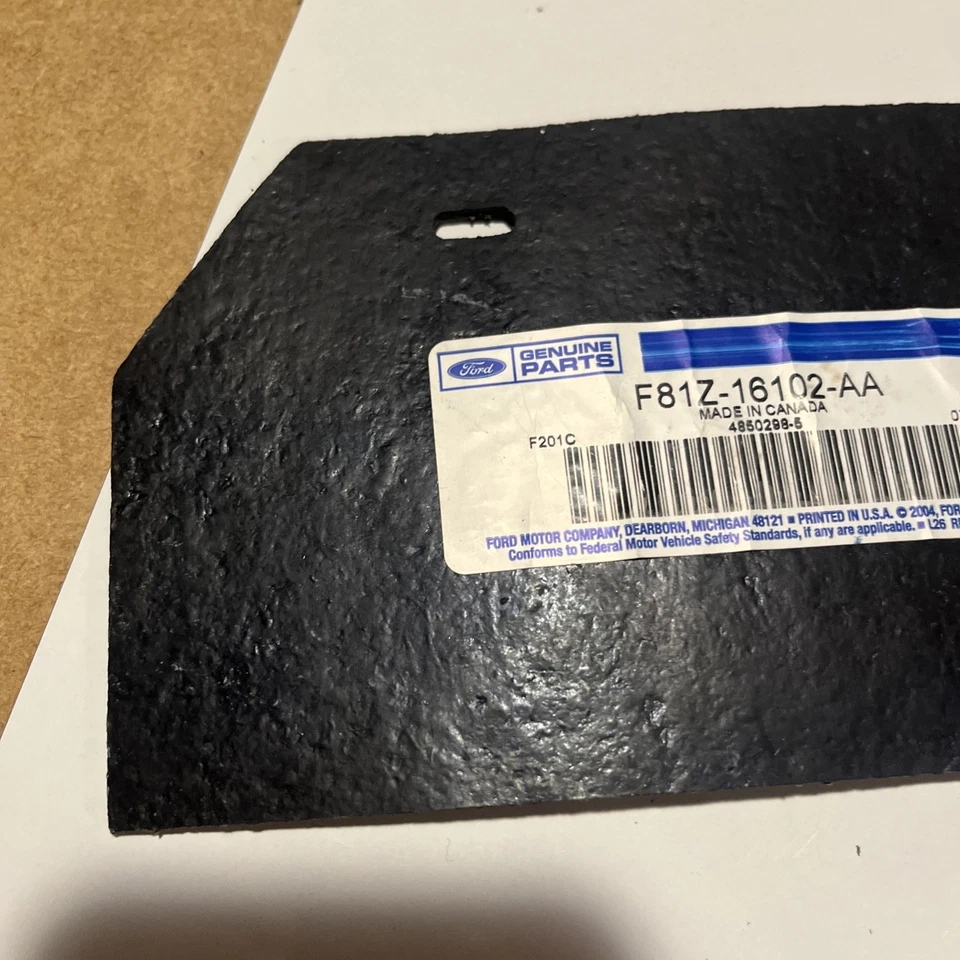 Ford GENUINE PARTS
F81Z-16102-AA
MADE IN CANADA
4850298-5
F201C
FORD MOTOR COMPANY, DEARBORN, MICHIGAN 48121 ■ PRINTED IN U.S.A. © 2004, FOR
Conforms to Federal Motor Vehicle Safety Standards, if any are applicable. ■ L26